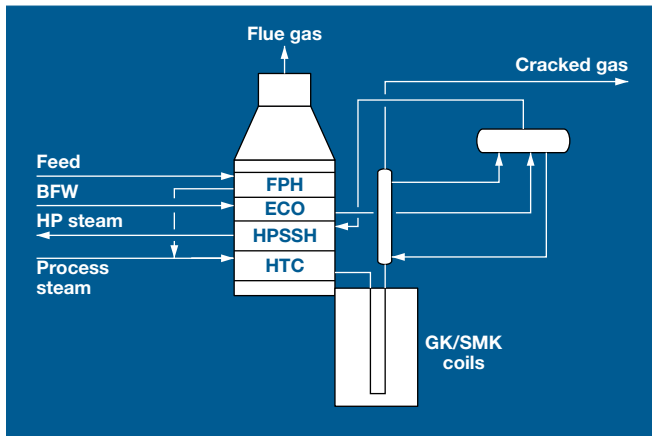 Flue gas
Cracked gas
Feed
FPH
BFW
ECO
HP steam
HPSSH
Process
steam
HTC
GK/SMK
coils